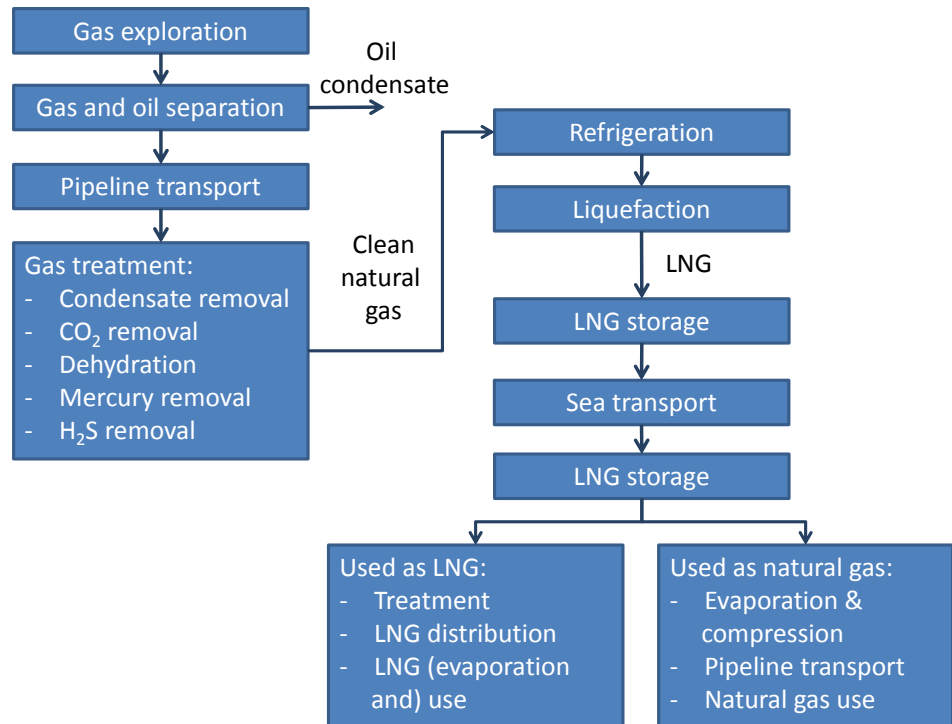 Gas exploration
Oil
condensate
Gas and oil separation
Refrigeration
Pipeline transport
Liquefaction
Clean
natural
gas
Gas treatment:
- Condensate removal
- CO₂ removal
- Dehydration
- Mercury removal
- H₂S removal
LNG
LNG storage
Sea transport
LNG storage
Used as LNG:
- Treatment
- LNG distribution
- LNG (evaporation
and) use
Used as natural gas:
- Evaporation &
compression
- Pipeline transport
- Natural gas use